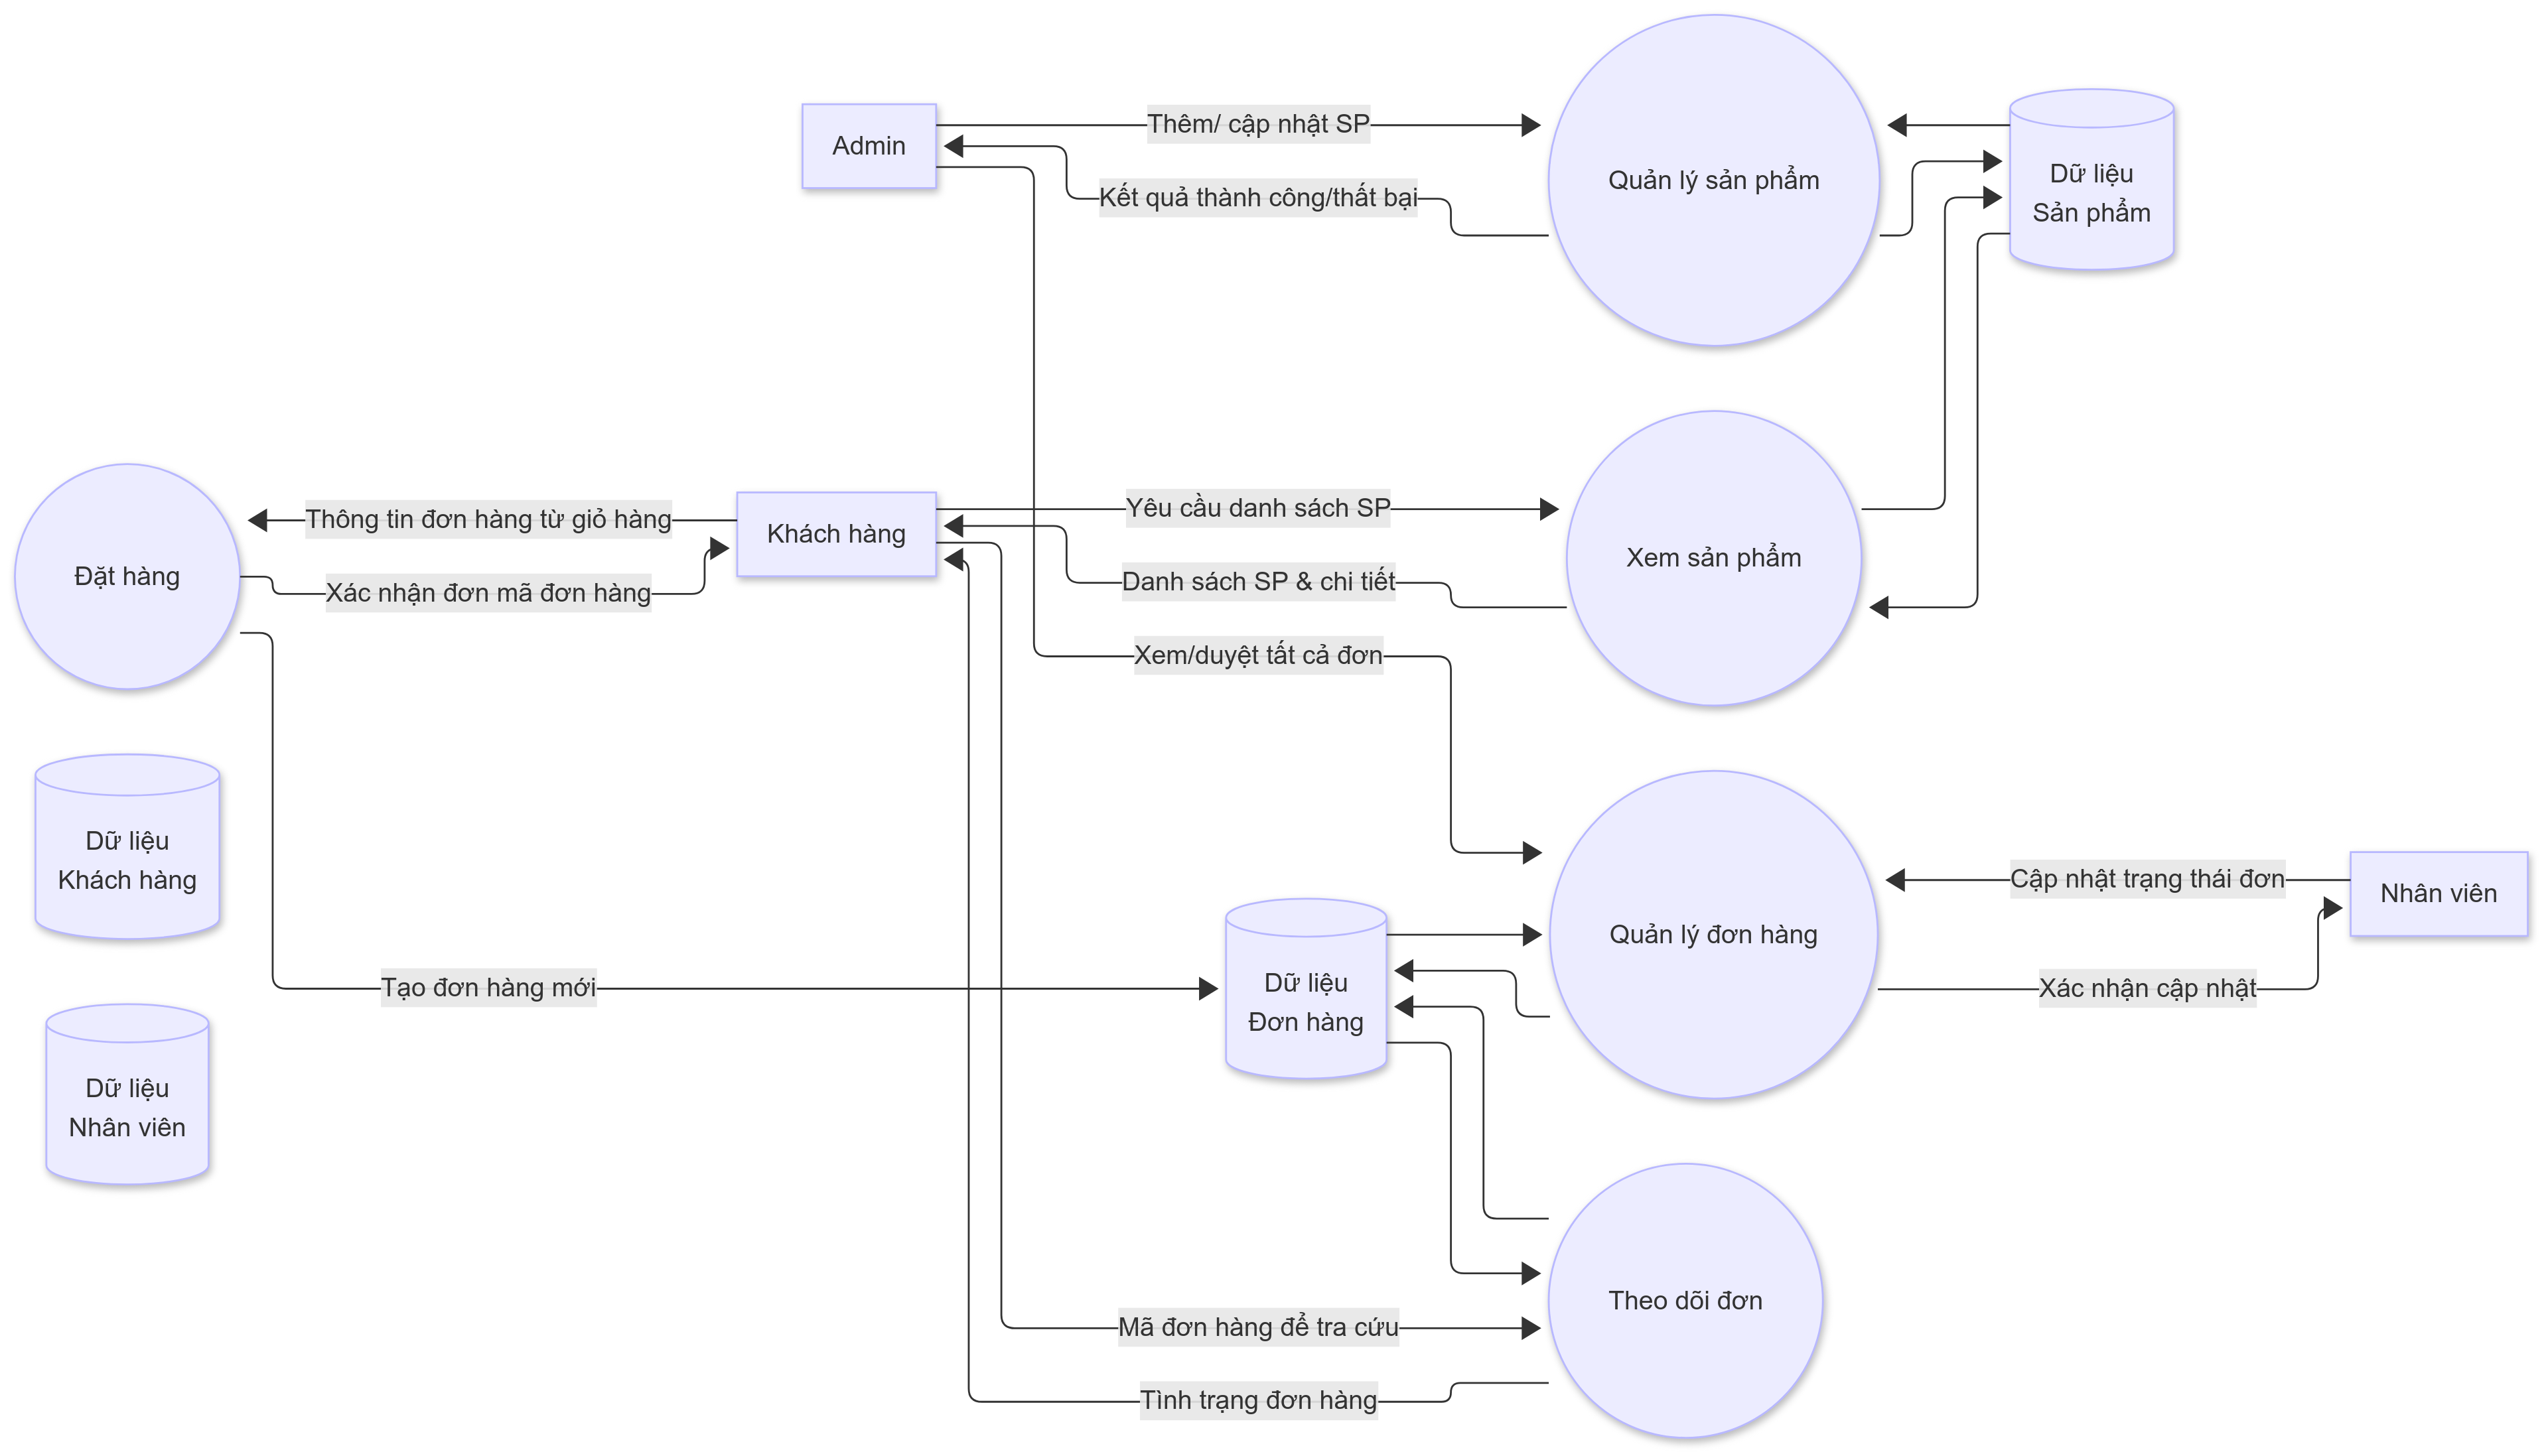 Admin
Thêm/ cập nhật SP
Kết quả thành công/thất bại
Quản lý sản phẩm
Dữ liệu
Sản phẩm
Đặt hàng
Thông tin đơn hàng từ giỏ hàng
Xác nhận đơn mã đơn hàng
Khách hàng
Yêu cầu danh sách SP
Danh sách SP & chi tiết
Xem sản phẩm
Xem/duyệt tất cả đơn
Dữ liệu
Khách hàng
Tạo đơn hàng mới
Dữ liệu
Đơn hàng
Quản lý đơn hàng
Cập nhật trạng thái đơn
Xác nhận cập nhật
Nhân viên
Dữ liệu
Nhân viên
Theo dõi đơn
Mã đơn hàng để tra cứu
Tình trạng đơn hàng